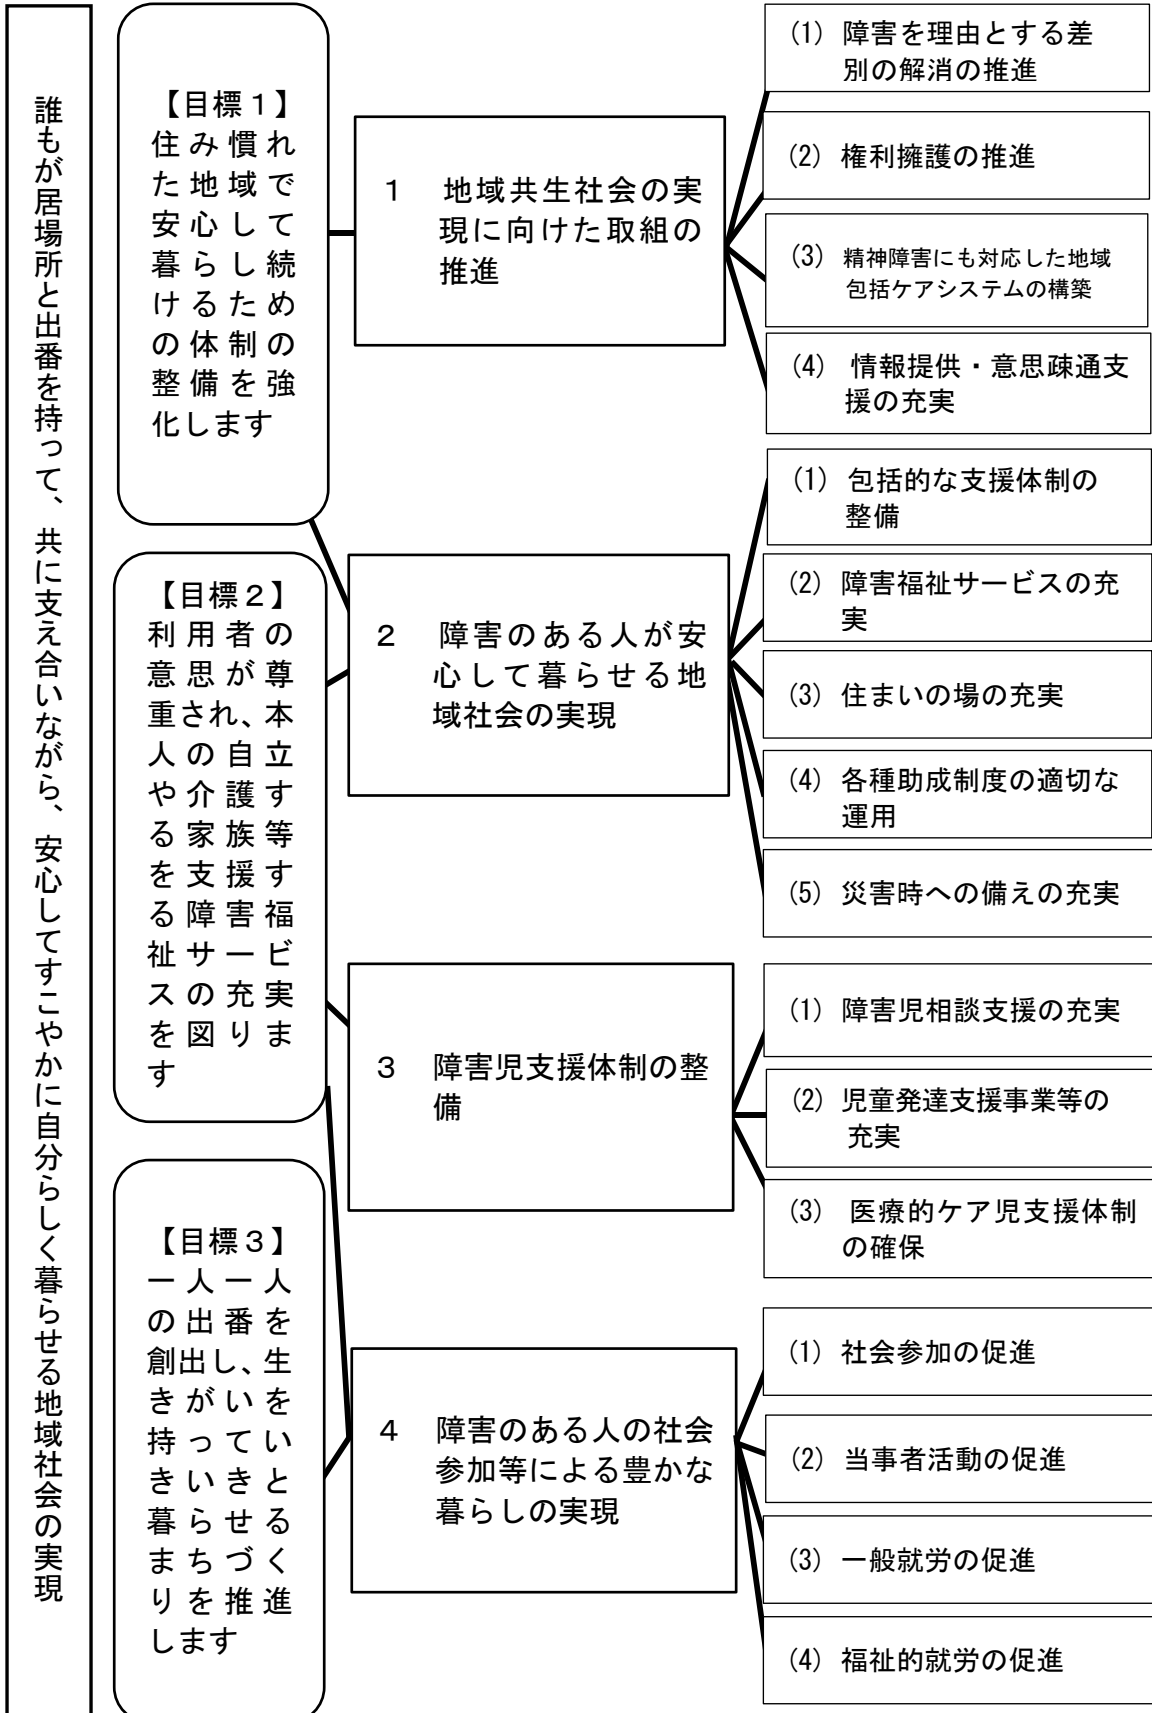 誰もが居場所と出番を持って、共に支え合いながら、安心してすこやかに自分らしく暮らせる地域社会の実現
【目標１】
住み慣れ
た地域で
安心して
暮らし続
けるため
の体制の
整備を強
化します
【目標２】
利用者の
意思が尊
重され、本
人の自立
や介護す
る家族等
を支援す
る障害福
祉サービ
スの充実
を図りま
す
【目標３】
一人一人
の出番を
創出し、生
きがいを
持ってい
きいきと
暮らせる
まちづく
りを推進
します
１　地域共生社会の実
現に向けた取組の
推進
(1) 障害を理由とする差
別の解消の推進
(2) 権利擁護の推進
(3) 精神障害にも対応した地域
包括ケアシステムの構築
(4) 情報提供・意思疎通支
援の充実
２　障害のある人が安
心して暮らせる地
域社会の実現
(1) 包括的な支援体制の
整備
(2) 障害福祉サービスの充
実
(3) 住まいの場の充実
(4) 各種助成制度の適切な
運用
(5) 災害時への備えの充実
３　障害児支援体制の整
備
(1) 障害児相談支援の充実
(2) 児童発達支援事業等の
充実
(3) 医療的ケア児支援体制
の確保
４　障害のある人の社会
参加等による豊かな
暮らしの実現
(1) 社会参加の促進
(2) 当事者活動の促進
(3) 一般就労の促進
(4) 福祉的就労の促進